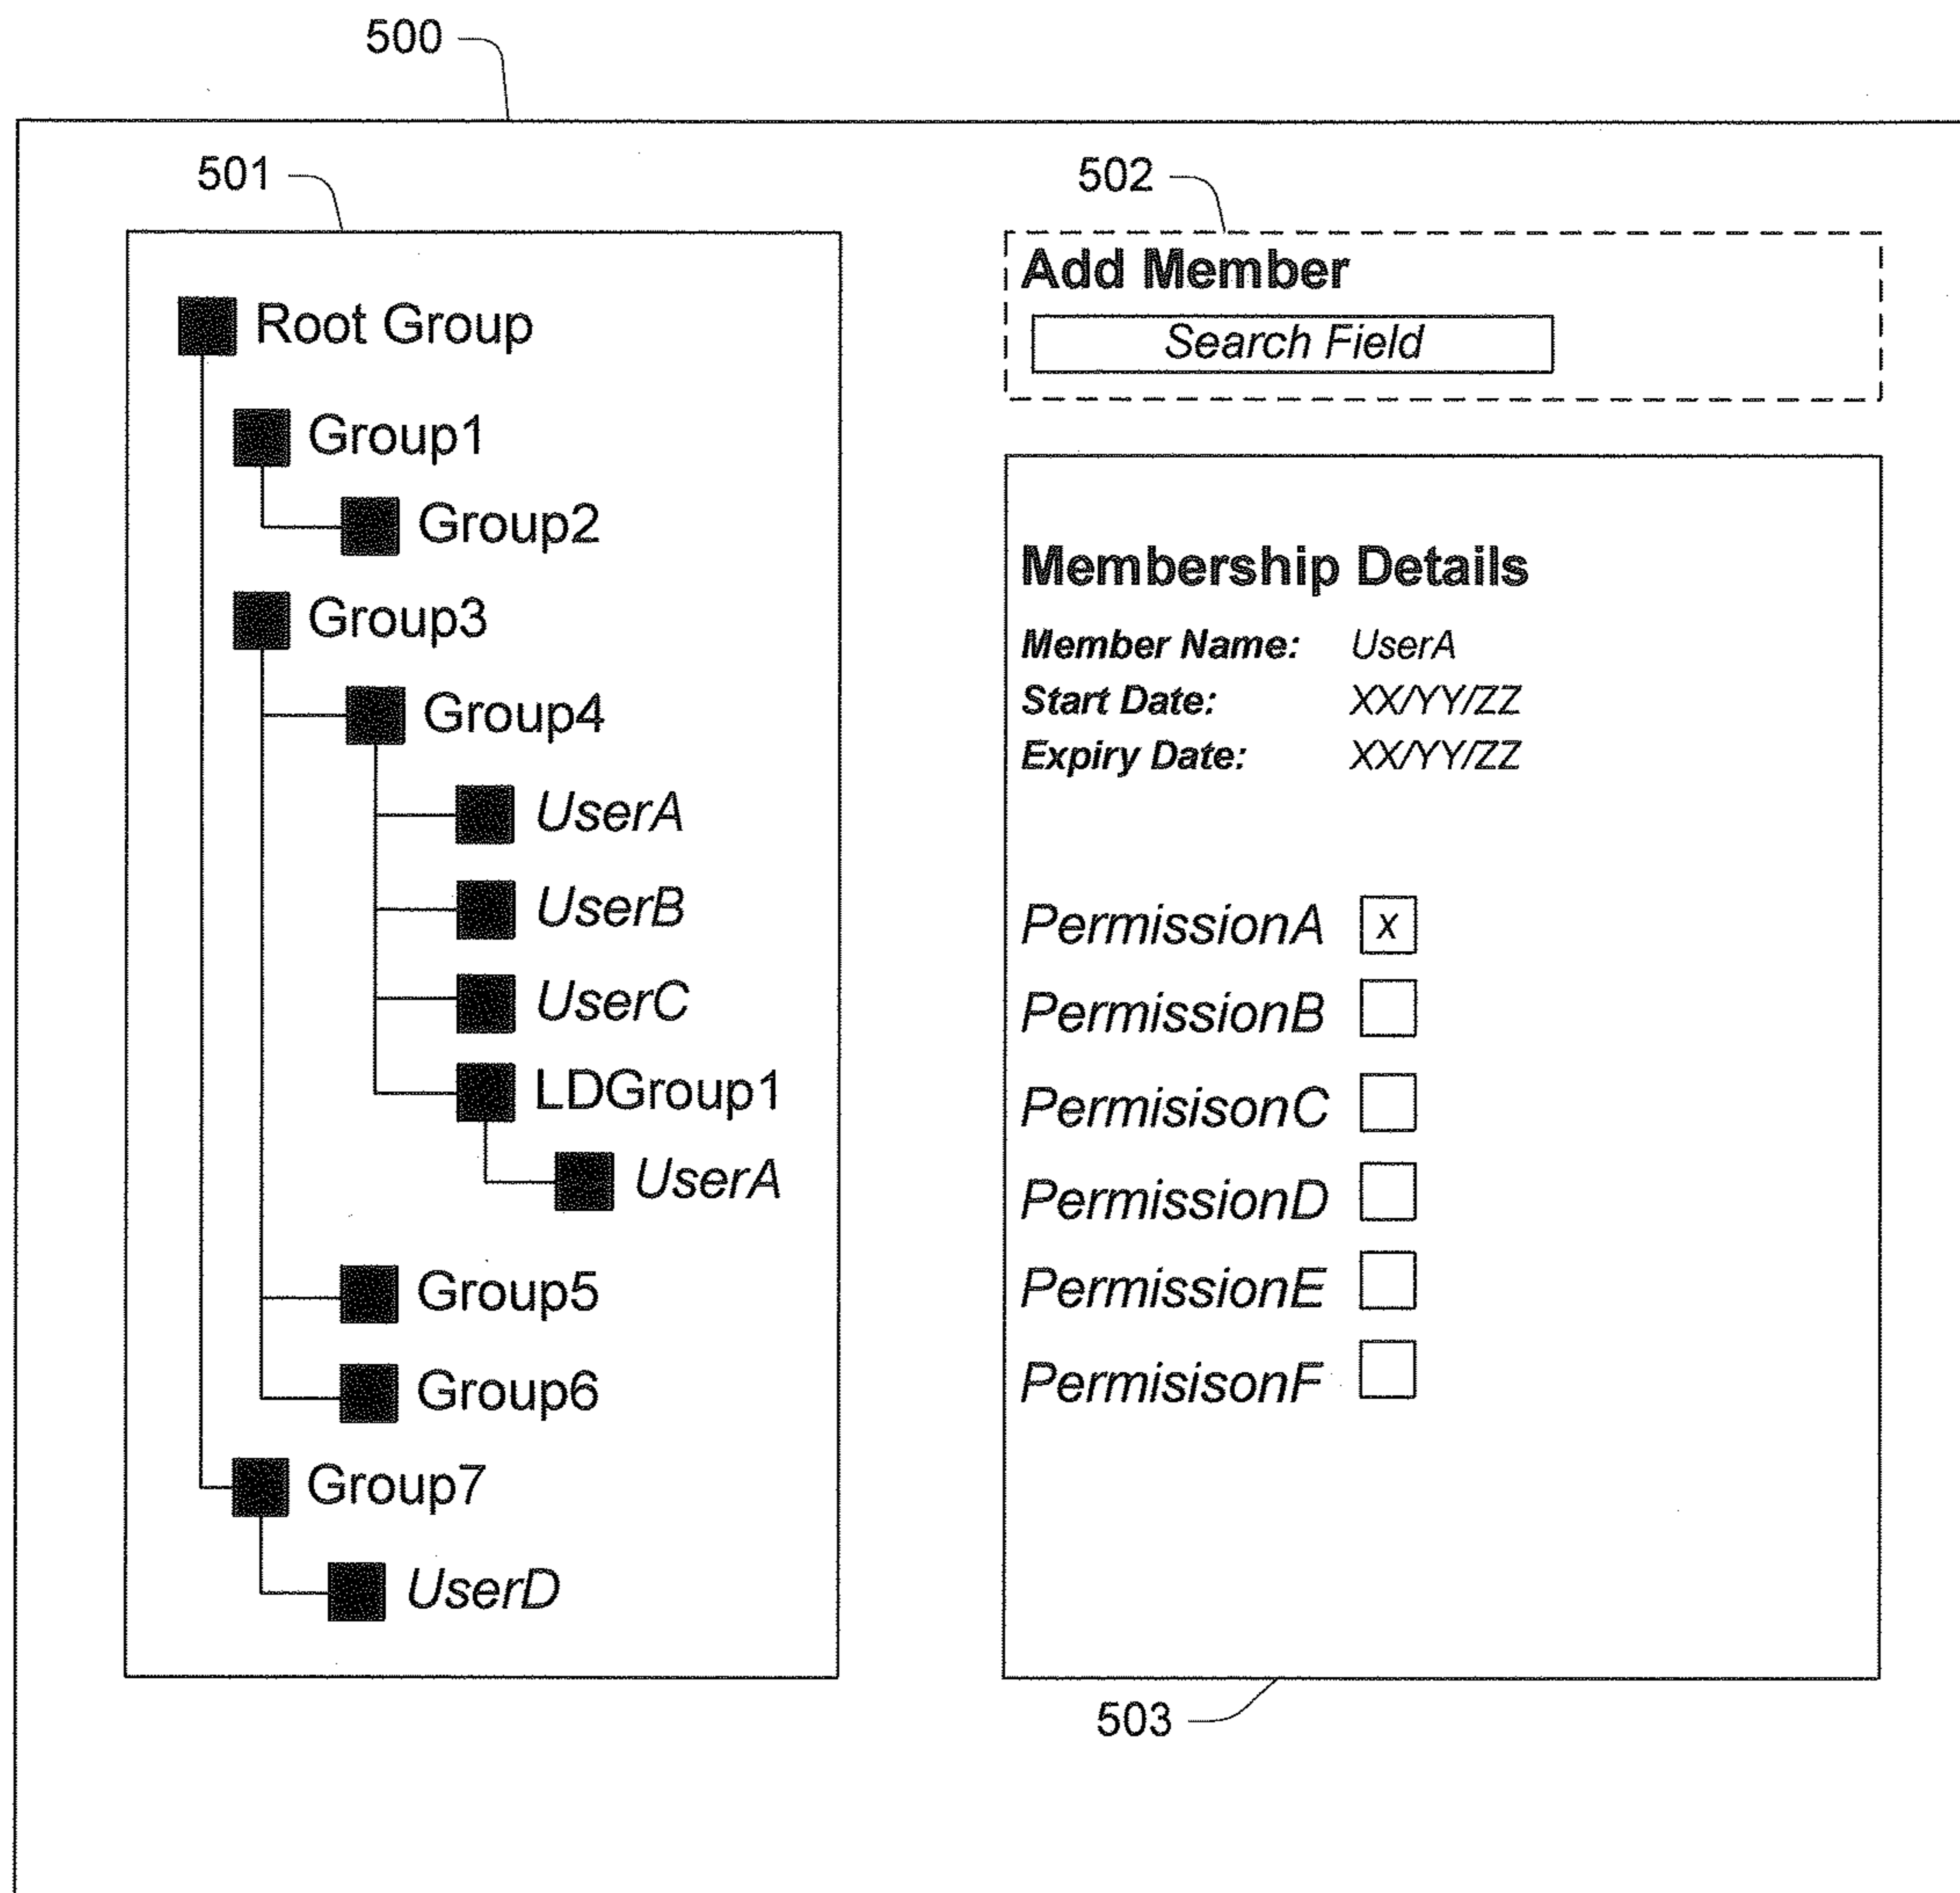 500
501
Root Group
Group1
Group2
Group3
Group4
UserA
UserB
UserC
LDGroup1
UserA
Group5
Group6
Group7
UserD
502
Add Member
Search Field
Membership Details
Member Name: UserA
Start Date: XX/YY/ZZ
Expiry Date: XX/YY/ZZ
PermissionA x
PermissionB
PermisisonC
PermissionD
PermissionE
PermisisonF
503